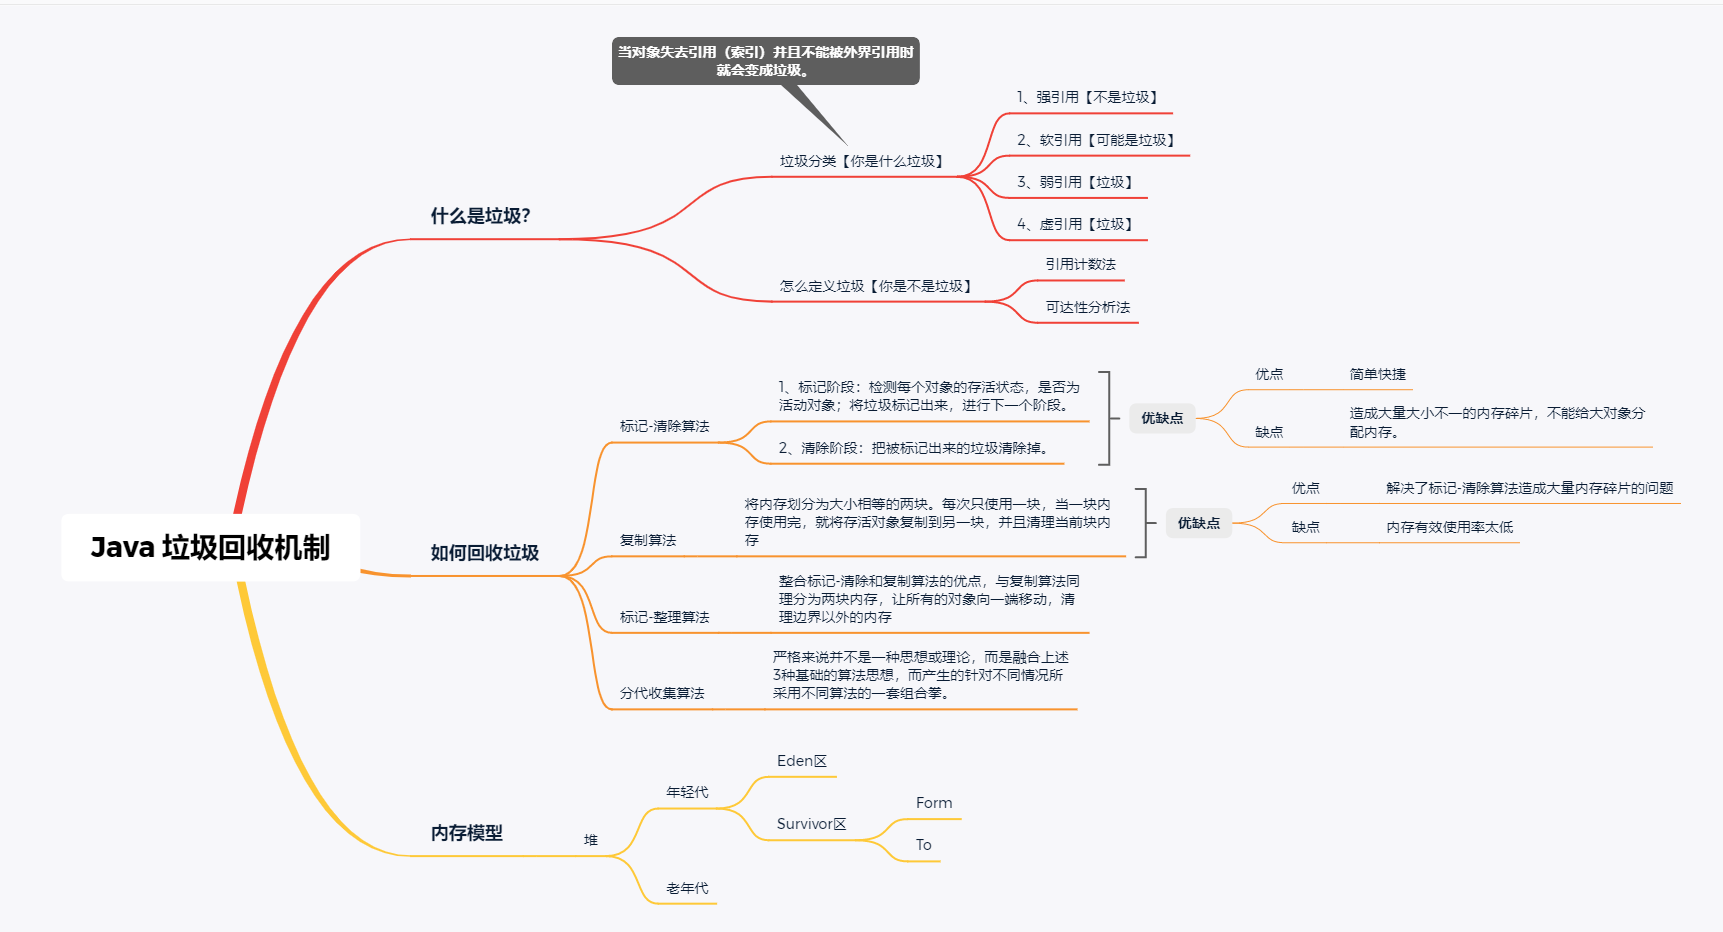 当对象失去引用（索引）并且不能被外界引用时
就会变成垃圾。
Java 垃圾回收机制
什么是垃圾？
垃圾分类【你是什么垃圾】
1、强引用【不是垃圾】
2、软引用【可能是垃圾】
3、弱引用【垃圾】
4、虚引用【垃圾】
怎么定义垃圾【你是不是垃圾】
引用计数法
可达性分析法
如何回收垃圾
标记-清除算法
1、标记阶段：检测每个对象的存活状态，是否为
活动对象；将垃圾标记出来，进行下一个阶段。
2、清除阶段：把被标记出来的垃圾清除掉。
优缺点
优点
简单快捷
缺点
造成大量大小不一的内存碎片，不能给大对象分
配内存。
复制算法
将内存划分为大小相等的两块。每次只使用一块，当一块内
存使用完，就将存活对象复制到另一块，并且清理当前块内
存
优缺点
优点
解决了标记-清除算法造成大量内存碎片的问题
缺点
内存有效使用率太低
标记-整理算法
整合标记-清除和复制算法的优点，与复制算法同
理分为两块内存，让所有的对象向一端移动，清
理边界以外的内存
分代收集算法
严格来说并不是一种思想或理论，而是融合上述
3种基础的算法思想，而产生的针对不同情况所
采用不同算法的一套组合拳。
内存模型
堆
年轻代
Eden区
Survivor区
Form
To
老年代